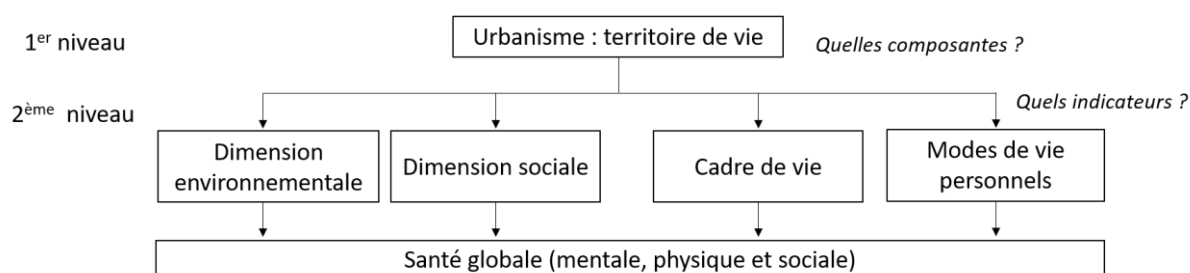 1er niveau
Urbanisme : territoire de vie
Quelles composantes ?
2ème niveau
Quels indicateurs ?
Dimension
environnementale
Dimension sociale
Cadre de vie
Modes de vie
personnels
Santé globale (mentale, physique et sociale)